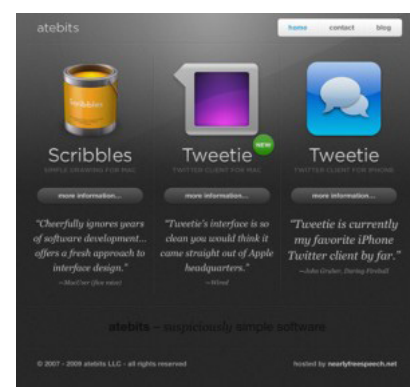 atebits
home contact blog
Scribbles
NEW
Scribbles
SIMPLE DRAWING FOR MAC
more information...
"Cheerfully ignores years
of software development...
offers a fresh approach to
interface design."
—MacUser (five mice)
Tweetie
TWITTER CLIENT FOR MAC
more information...
"Tweetie's interface is so
clean you would think it
came straight out of Apple
headquarters."
—Wired
Tweetie
TWITTER CLIENT FOR IPHONE
more information...
"Tweetie is currently
my favorite iPhone
Twitter client by far."
—John Gruber, Daring Fireball
atebits – suspiciously simple software
© 2007 - 2009 atebits LLC - all rights reserved
hosted by nearlyfreespeech.net